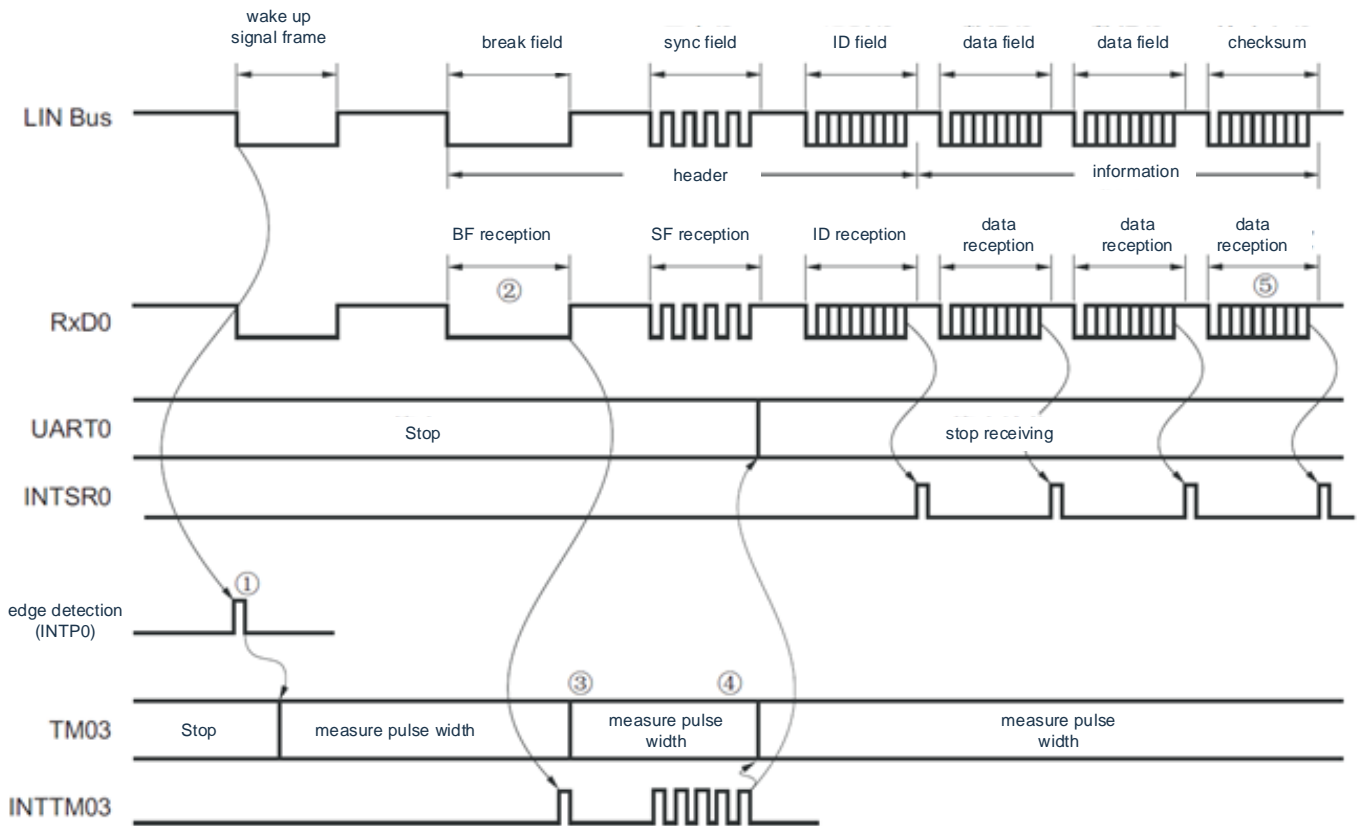 wake up
signal frame
break field
sync field
ID field
data field
data field
checksum
LIN Bus
header
information
BF reception
SF reception
ID reception
data
reception
data
reception
data
reception
②
⑤
RxD0
UART0
Stop
stop receiving
INTSR0
①
edge detection
(INTP0)
③
④
TM03
Stop
measure pulse width
measure pulse
width
measure pulse
width
INTTM03